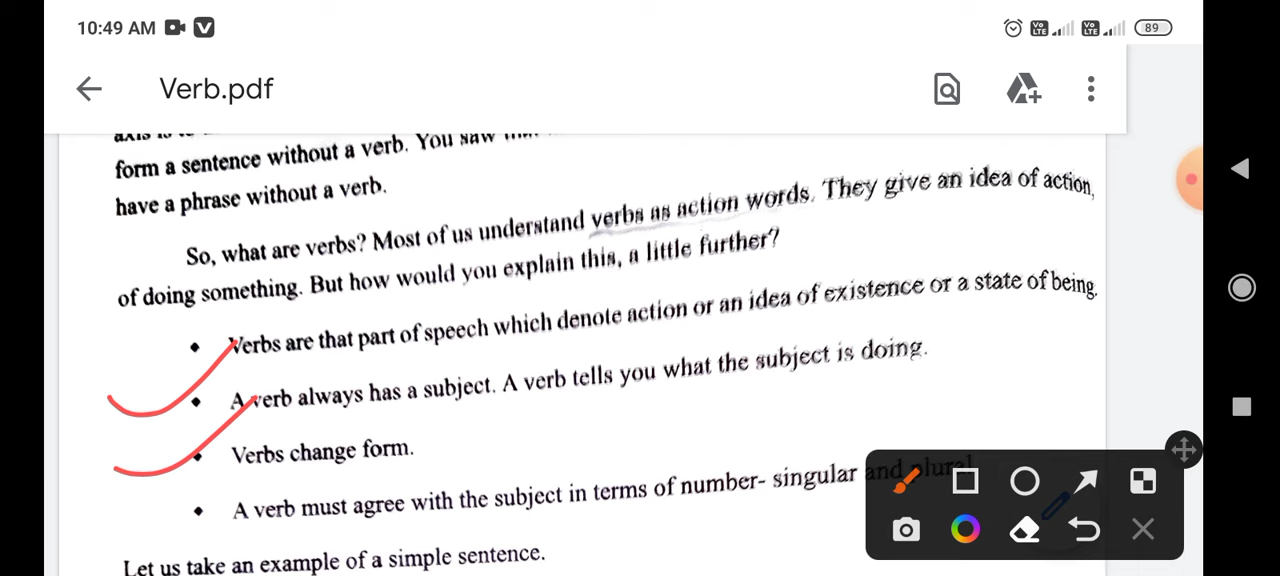 10:49 AM
89
Verb.pdf
form a sentence without a verb. You saw
have a phrase without a verb.
So, what are verbs? Most of us understand verbs as action words. They give an idea of action,
of doing something. But how would you explain this, a little further?
• Verbs are that part of speech which denote action or an idea of existence or a state of being.
• A verb always has a subject. A verb tells you what the subject is doing.
• Verbs change form.
• A verb must agree with the subject in terms of number- singular and plural
Let us take an example of a simple sentence.